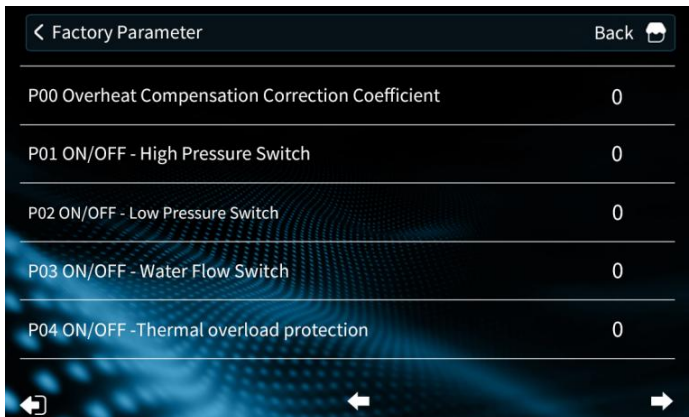 Factory Parameter Back
P00 Overheat Compensation Correction Coefficient 0
P01 ON/OFF - High Pressure Switch 0
P02 ON/OFF - Low Pressure Switch 0
P03 ON/OFF - Water Flow Switch 0
P04 ON/OFF -Thermal overload protection 0